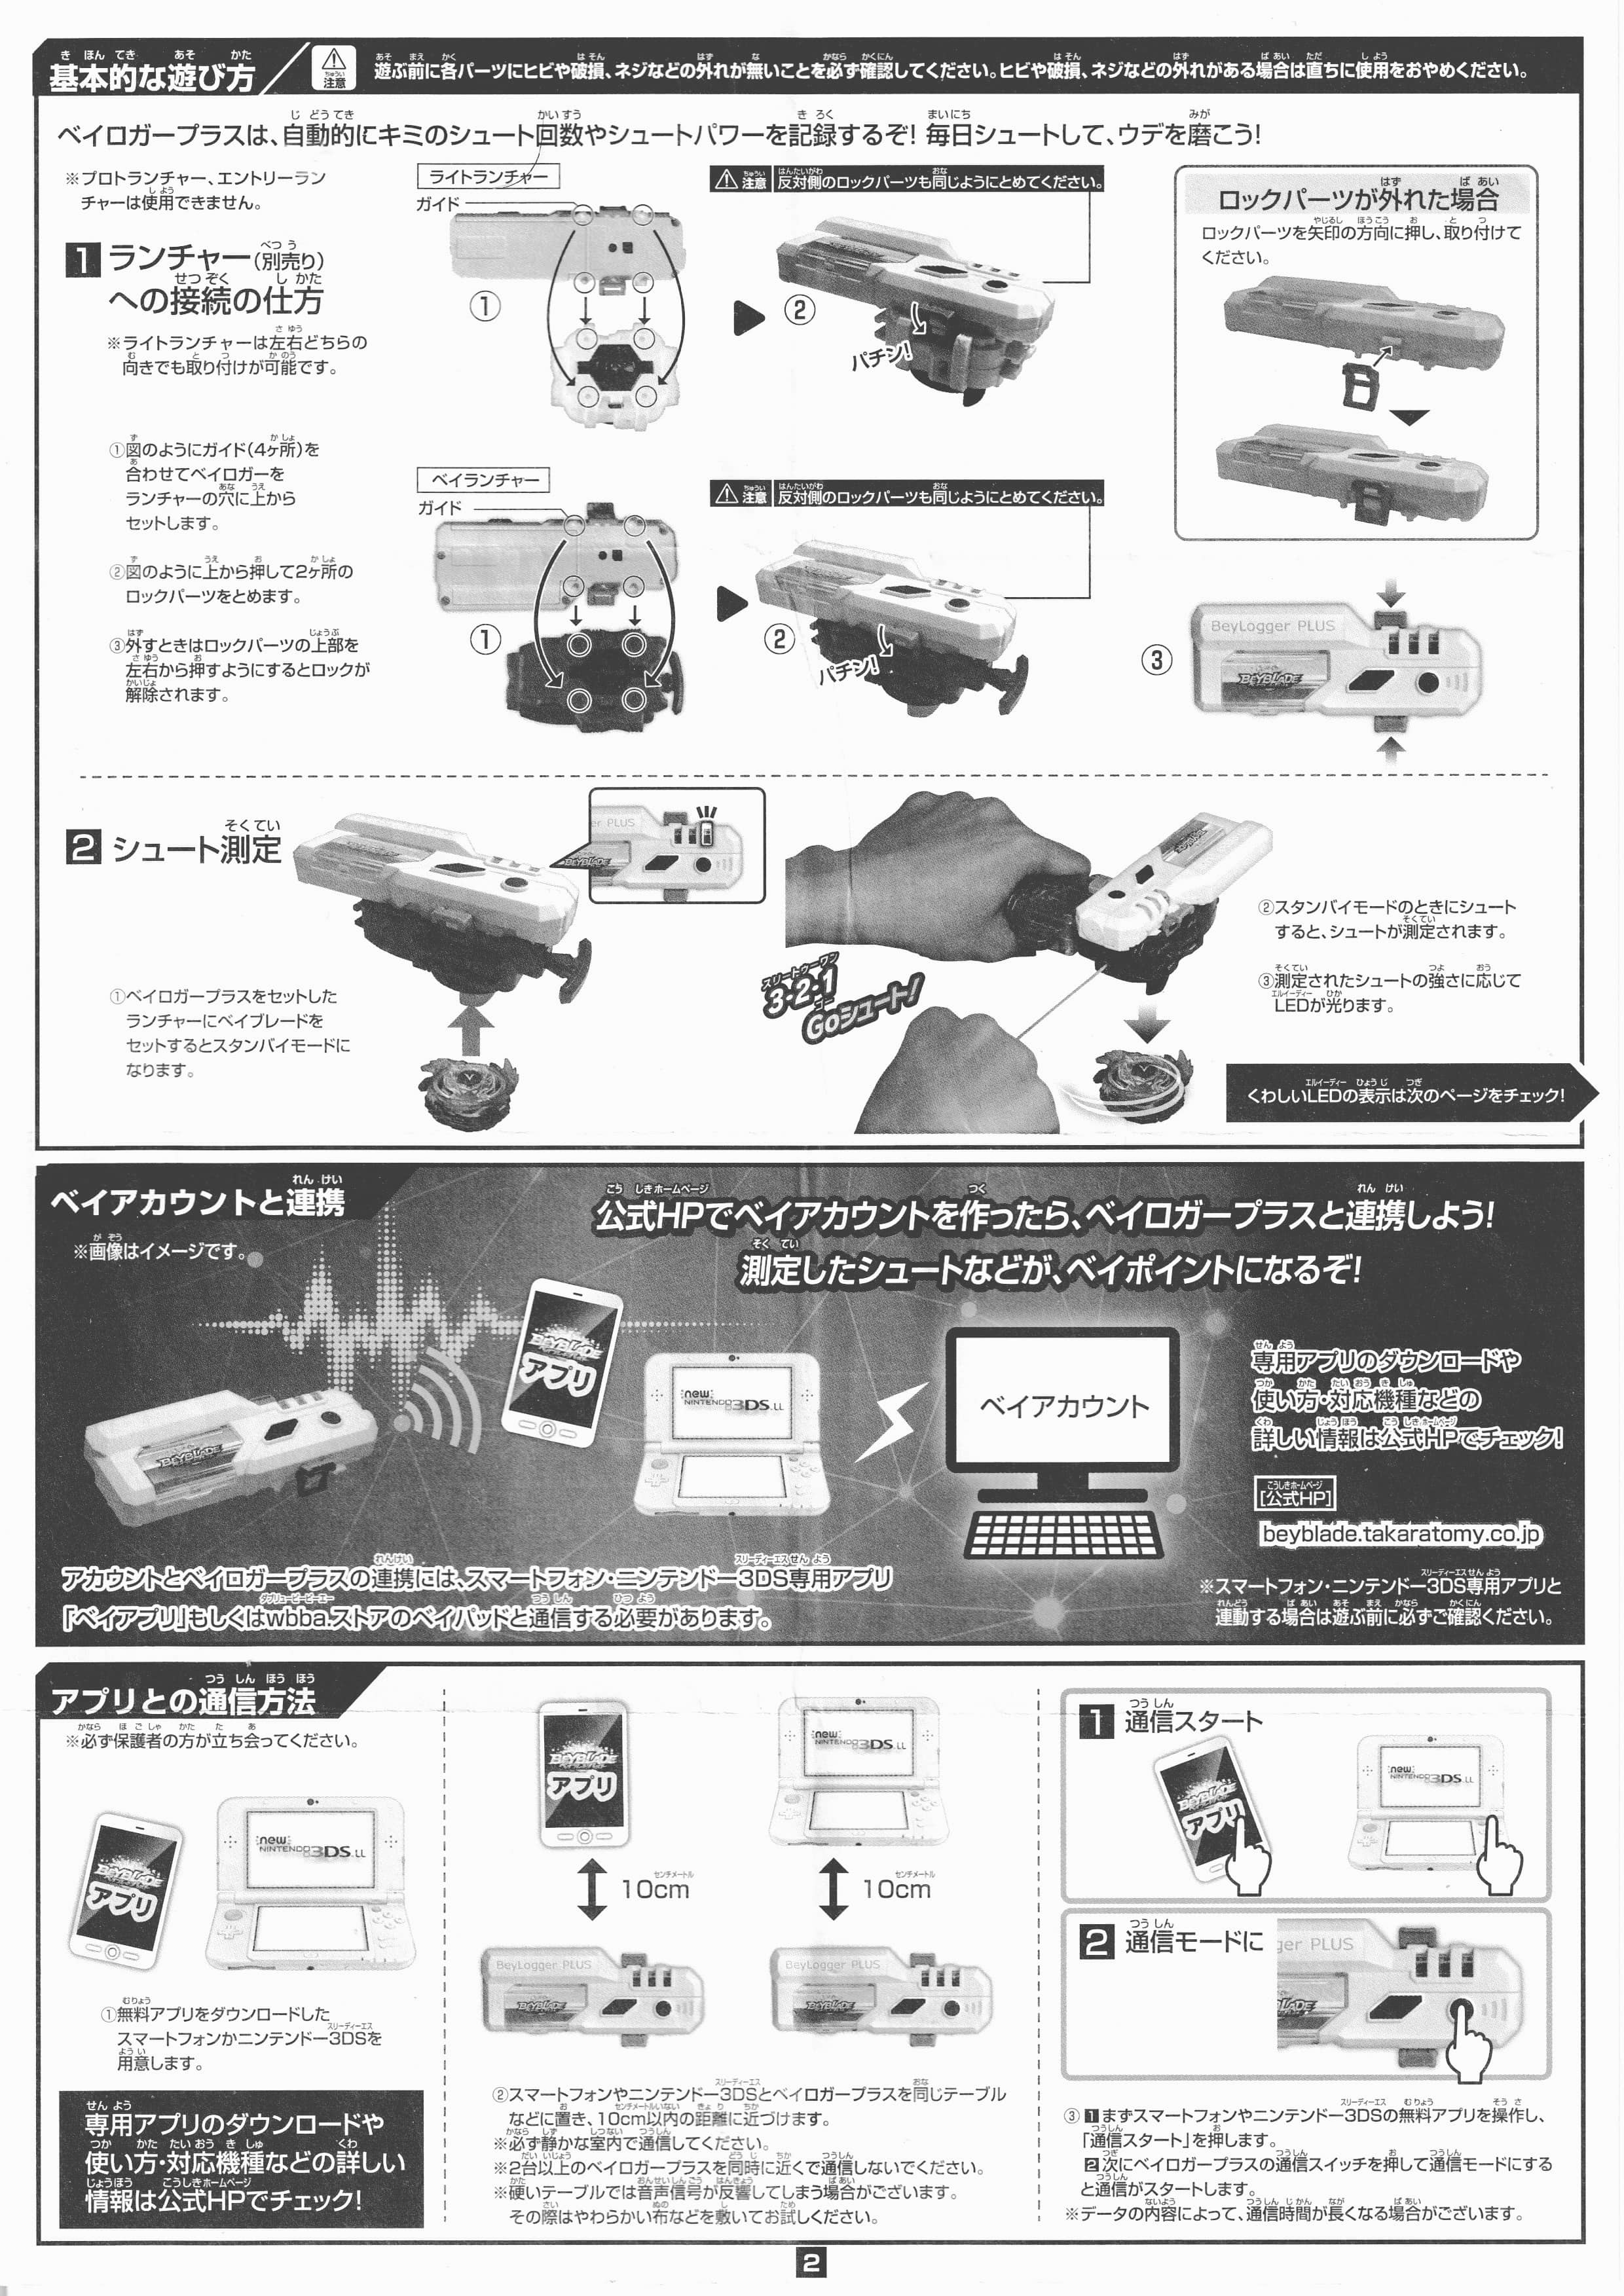 基本的な遊び方
注意
遊ぶ前に各パーツにヒビや破損、ネジなどの外れが無いことを必ず確認してください。ヒビや破損、ネジなどの外れがある場合は直ちに使用をおやめください。
ベイロガープラスは、自動的にキミのシュート回数やシュートパワーを記録するぞ! 毎日シュートして、ウデを磨こう!
※プロトランチャー、エントリーラン
チャーは使用できません。
1 ランチャー(別売り)
への接続の仕方
※ライトランチャーは左右どちらの
向きでも取り付けが可能です。
①図のようにガイド(4ヶ所)を
合わせてベイロガーを
ランチャーの穴に上から
セットします。
②図のように上から押して2ヶ所の
ロックパーツをとめます。
③外すときはロックパーツの上部を
左右から押すようにするとロックが
解除されます。
ライトランチャー
ガイド
①
注意 反対側のロックパーツも同じようにとめてください。
②
パチン!
ベイランチャー
ガイド
①
注意 反対側のロックパーツも同じようにとめてください。
②
パチン!
ロックパーツが外れた場合
ロックパーツを矢印の方向に押し、取り付けて
ください。
③
BeyLogger PLUS
BEYBLADE
2 シュート測定
er PLUS
BEYBLADE
①ベイロガープラスをセットした
ランチャーにベイブレードを
セットするとスタンバイモードに
なります。
3・2・1
Goシュート!
②スタンバイモードのときにシュート
すると、シュートが測定されます。
③測定されたシュートの強さに応じて
LEDが光ります。
くわしいLEDの表示は次のページをチェック!
ベイアカウントと連携
※画像はイメージです。
公式HPでベイアカウントを作ったら、ベイロガープラスと連携しよう!
測定したシュートなどが、ベイポイントになるぞ!
BEYBLADE
アプリ
new
NINTENDO3DS LL
BEYBLADE
ベイアカウント
専用アプリのダウンロードや
使い方・対応機種などの
詳しい情報は公式HPでチェック!
[公式HP]
beyblade.takaratomy.co.jp
アカウントとベイロガープラスの連携には、スマートフォン・ニンテンドー3DS専用アプリ
「ベイアプリ」もしくはwbba.ストアのベイパッドと通信する必要があります。
※スマートフォン・ニンテンドー3DS専用アプリと
連動する場合は遊ぶ前に必ずご確認ください。
アプリとの通信方法
※必ず保護者の方が立ち会ってください。
BEYBLADE
アプリ
new
NINTENDO3DS LL
①無料アプリをダウンロードした
スマートフォンかニンテンドー3DSを
用意します。
専用アプリのダウンロードや
使い方・対応機種などの詳しい
情報は公式HPでチェック!
BEYBLADE
アプリ
new
NINTENDO3DS LL
10cm
10cm
BeyLogger PLUS
BEYBLADE
BeyLogger PLUS
BEYBLADE
②スマートフォンやニンテンドー3DSとベイロガープラスを同じテーブル
などに置き、10cm以内の距離に近づけます。
※必ず静かな室内で通信してください。
※2台以上のベイロガープラスを同時に近くで通信しないでください。
※硬いテーブルでは音声信号が反響してしまう場合がございます。
その際はやわらかい布などを敷いてお試しください。
1 通信スタート
BEYBLADE
アプリ
new
NINTENDO3DS LL
2 通信モードに
ger PLUS
BLADE
③1まずスマートフォンやニンテンドー3DSの無料アプリを操作し、
「通信スタート」を押します。
2次にベイロガープラスの通信スイッチを押して通信モードにする
と通信がスタートします。
※データの内容によって、通信時間が長くなる場合がございます。
2